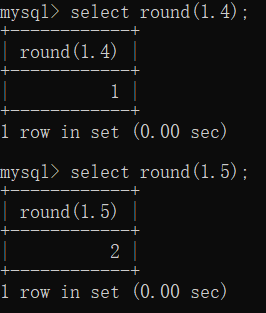 mysql> select round(1.4);
+------------+
| round(1.4) |
+------------+
|          1 |
+------------+
1 row in set (0.00 sec)

mysql> select round(1.5);
+------------+
| round(1.5) |
+------------+
|          2 |
+------------+
1 row in set (0.00 sec)